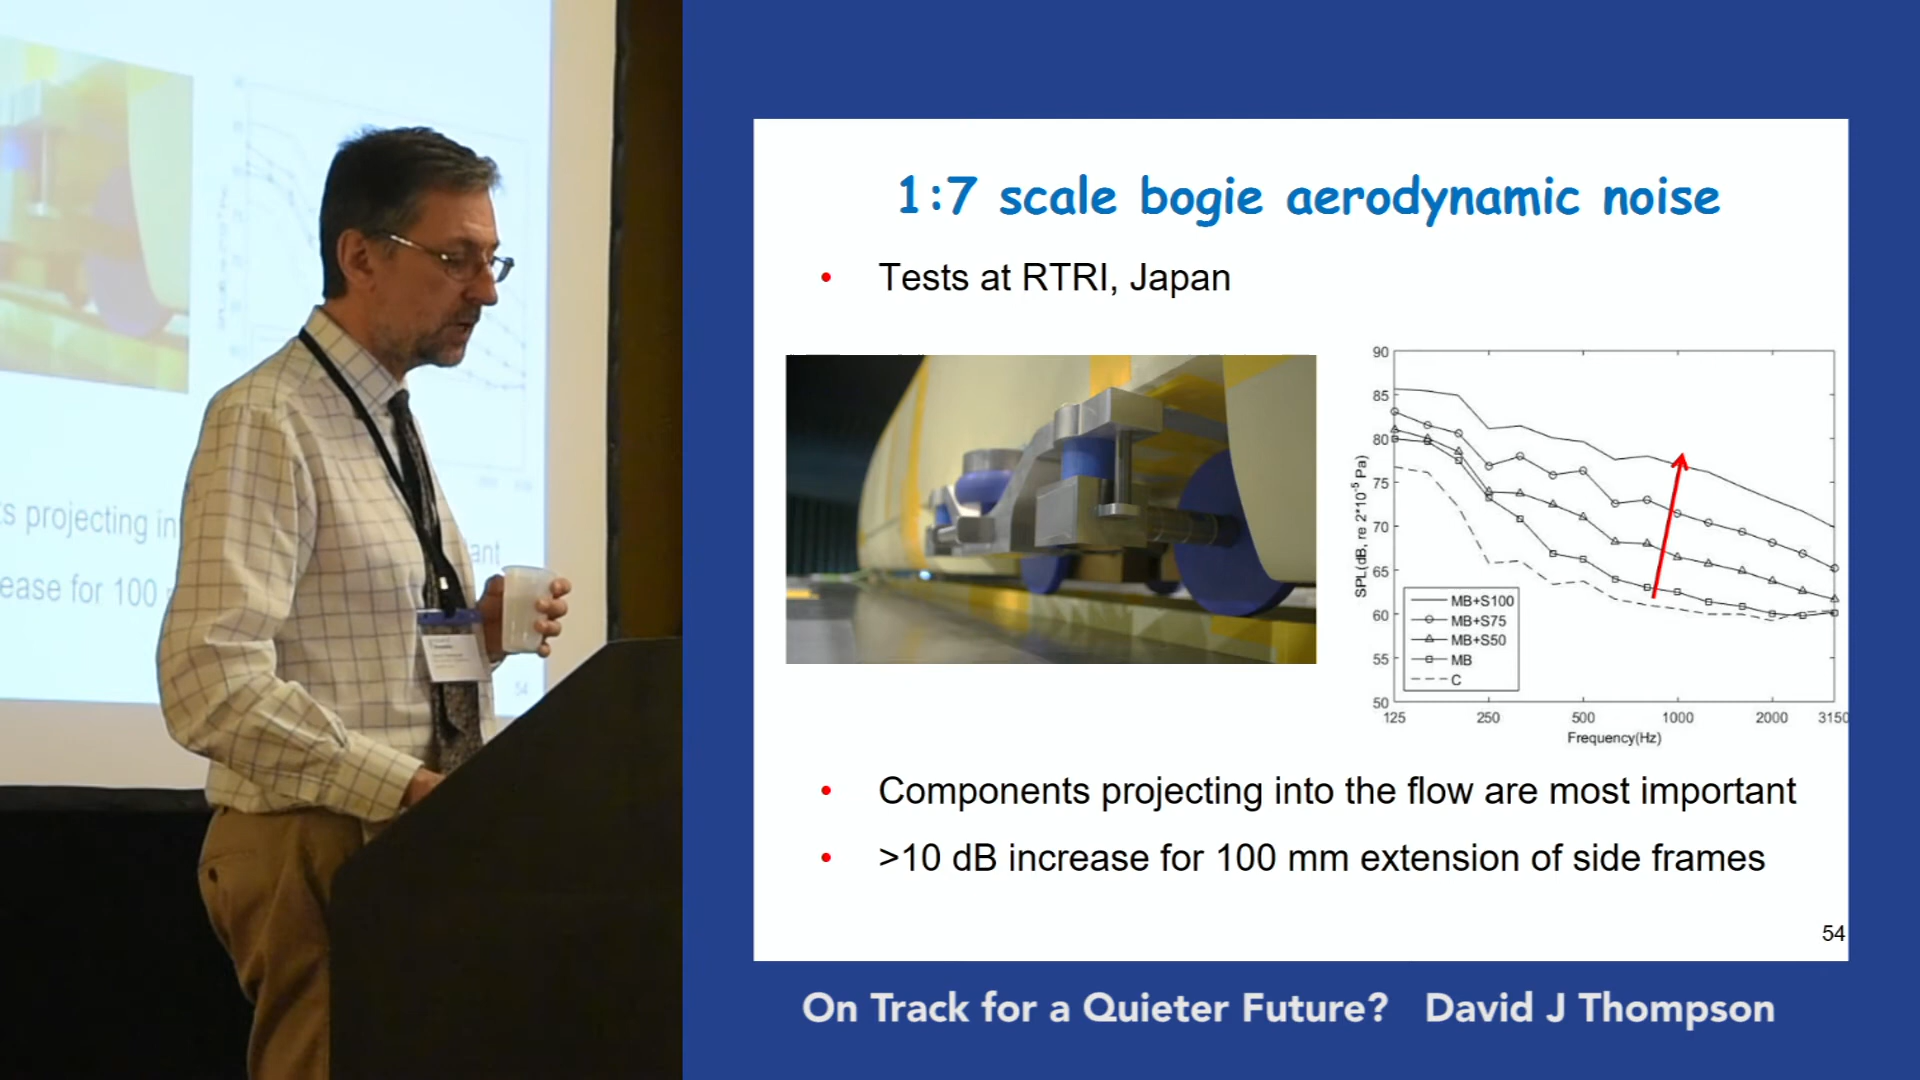 s projecting in
ant
ease for 100
54
1:7 scale bogie aerodynamic noise
• Tests at RTRI, Japan
90
85
80
75
70
65
60
55
50
SPL(dB, re 2*10⁻⁵ Pa)
MB+S100
MB+S75
MB+S50
MB
C
125 250 500 1000 2000 3150
Frequency(Hz)
• Components projecting into the flow are most important
• >10 dB increase for 100 mm extension of side frames
54
On Track for a Quieter Future? David J Thompson